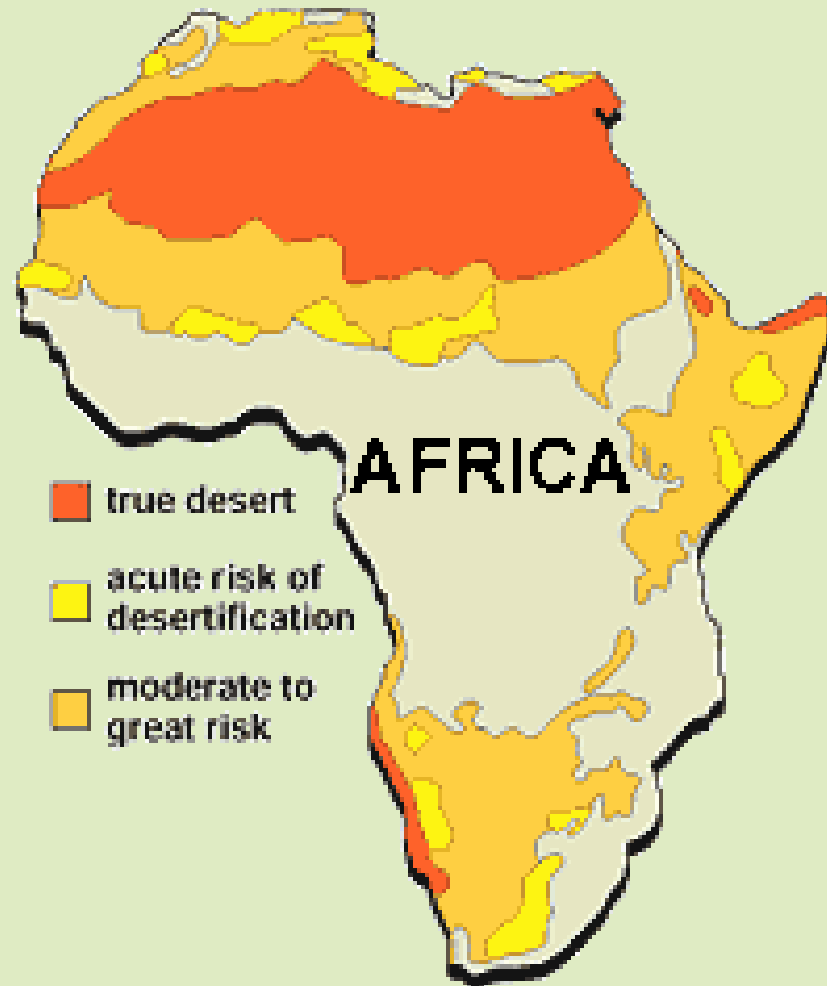 AFRICA
true desert
acute risk of
desertification
moderate to
great risk